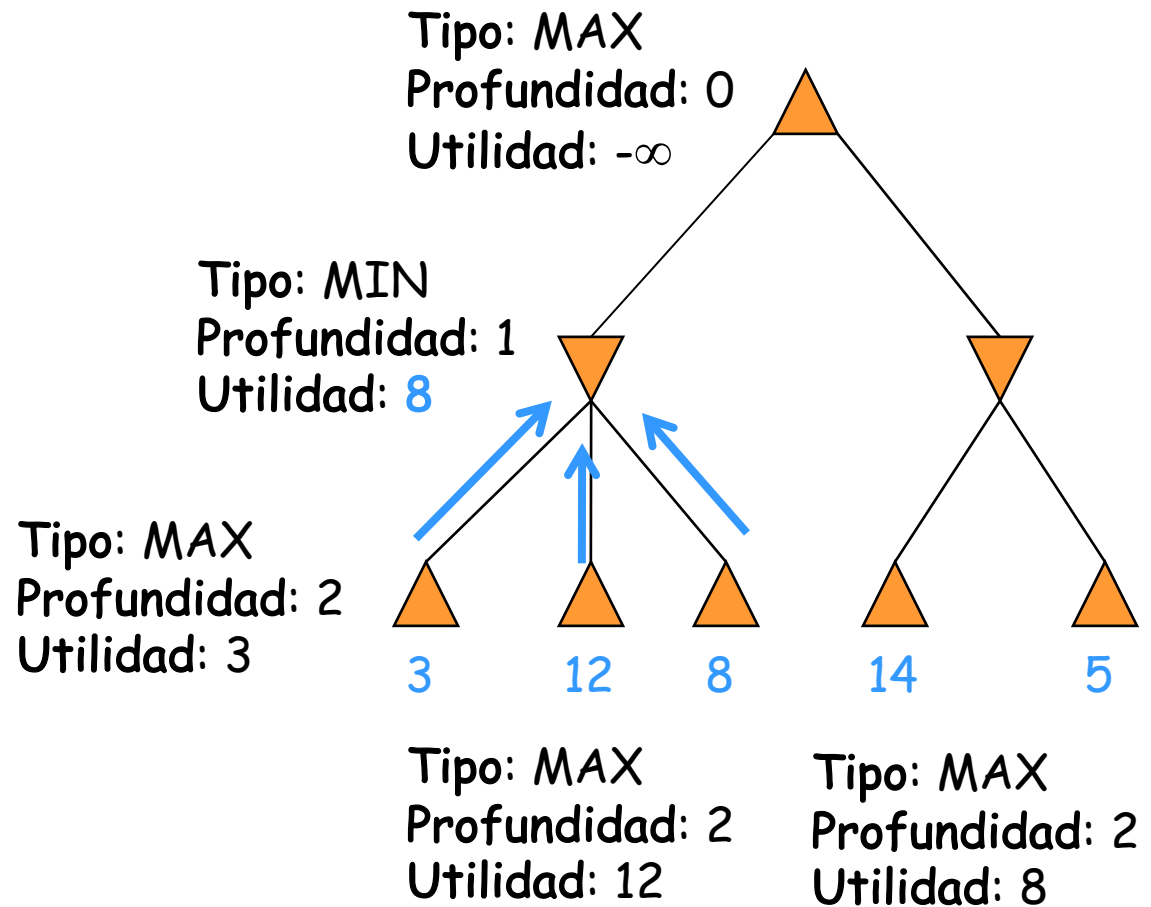 Tipo: MAX
Profundidad: 0
Utilidad: -∞
Tipo: MIN
Profundidad: 1
Utilidad: 8
Tipo: MAX
Profundidad: 2
Utilidad: 3
3 12 8 14 5
Tipo: MAX
Profundidad: 2
Utilidad: 12
Tipo: MAX
Profundidad: 2
Utilidad: 8